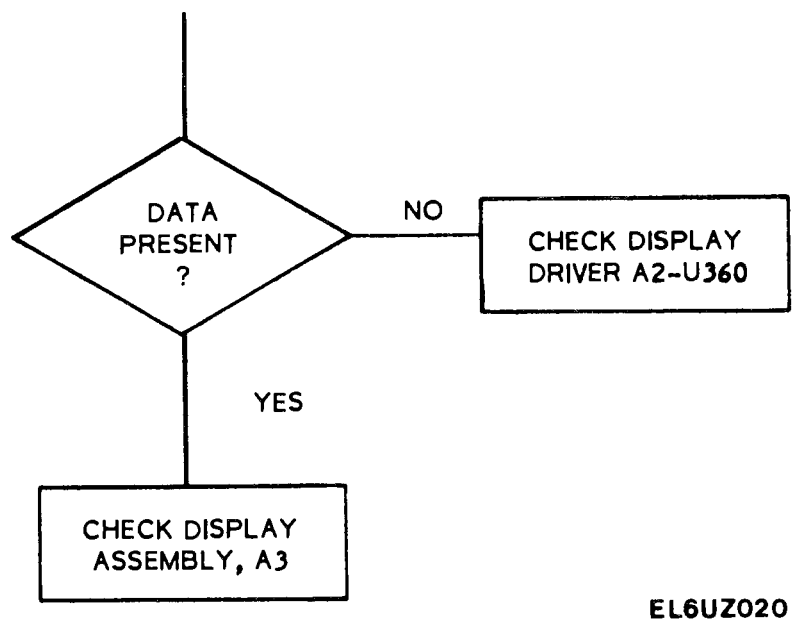 DATA
PRESENT
?
NO
CHECK DISPLAY
DRIVER A2-U360
YES
CHECK DISPLAY
ASSEMBLY, A3
EL6UZ020